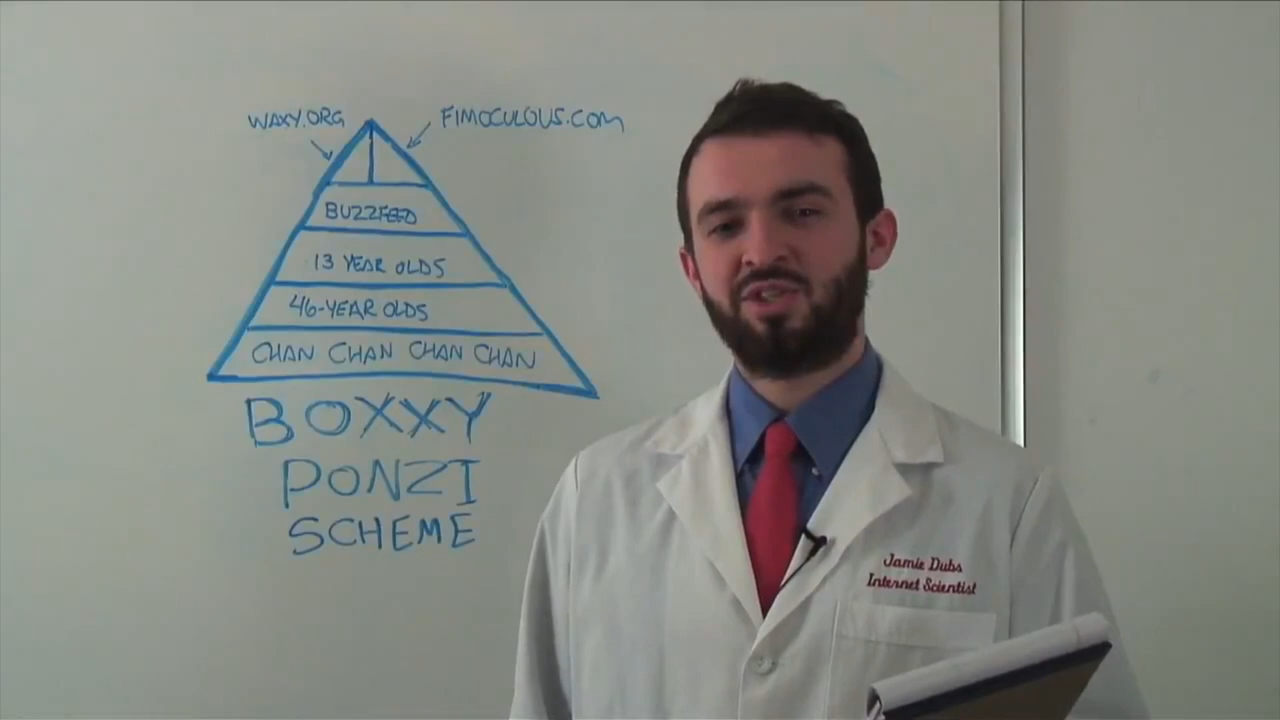 WAXY.ORG
FIMOCULOUS.COM
BUZZFEED
13 YEAR OLDS
46-YEAR OLDS
CHAN CHAN CHAN CHAN
BOXXY
PONZI
SCHEME
Jamie Dubs
Internet Scientist